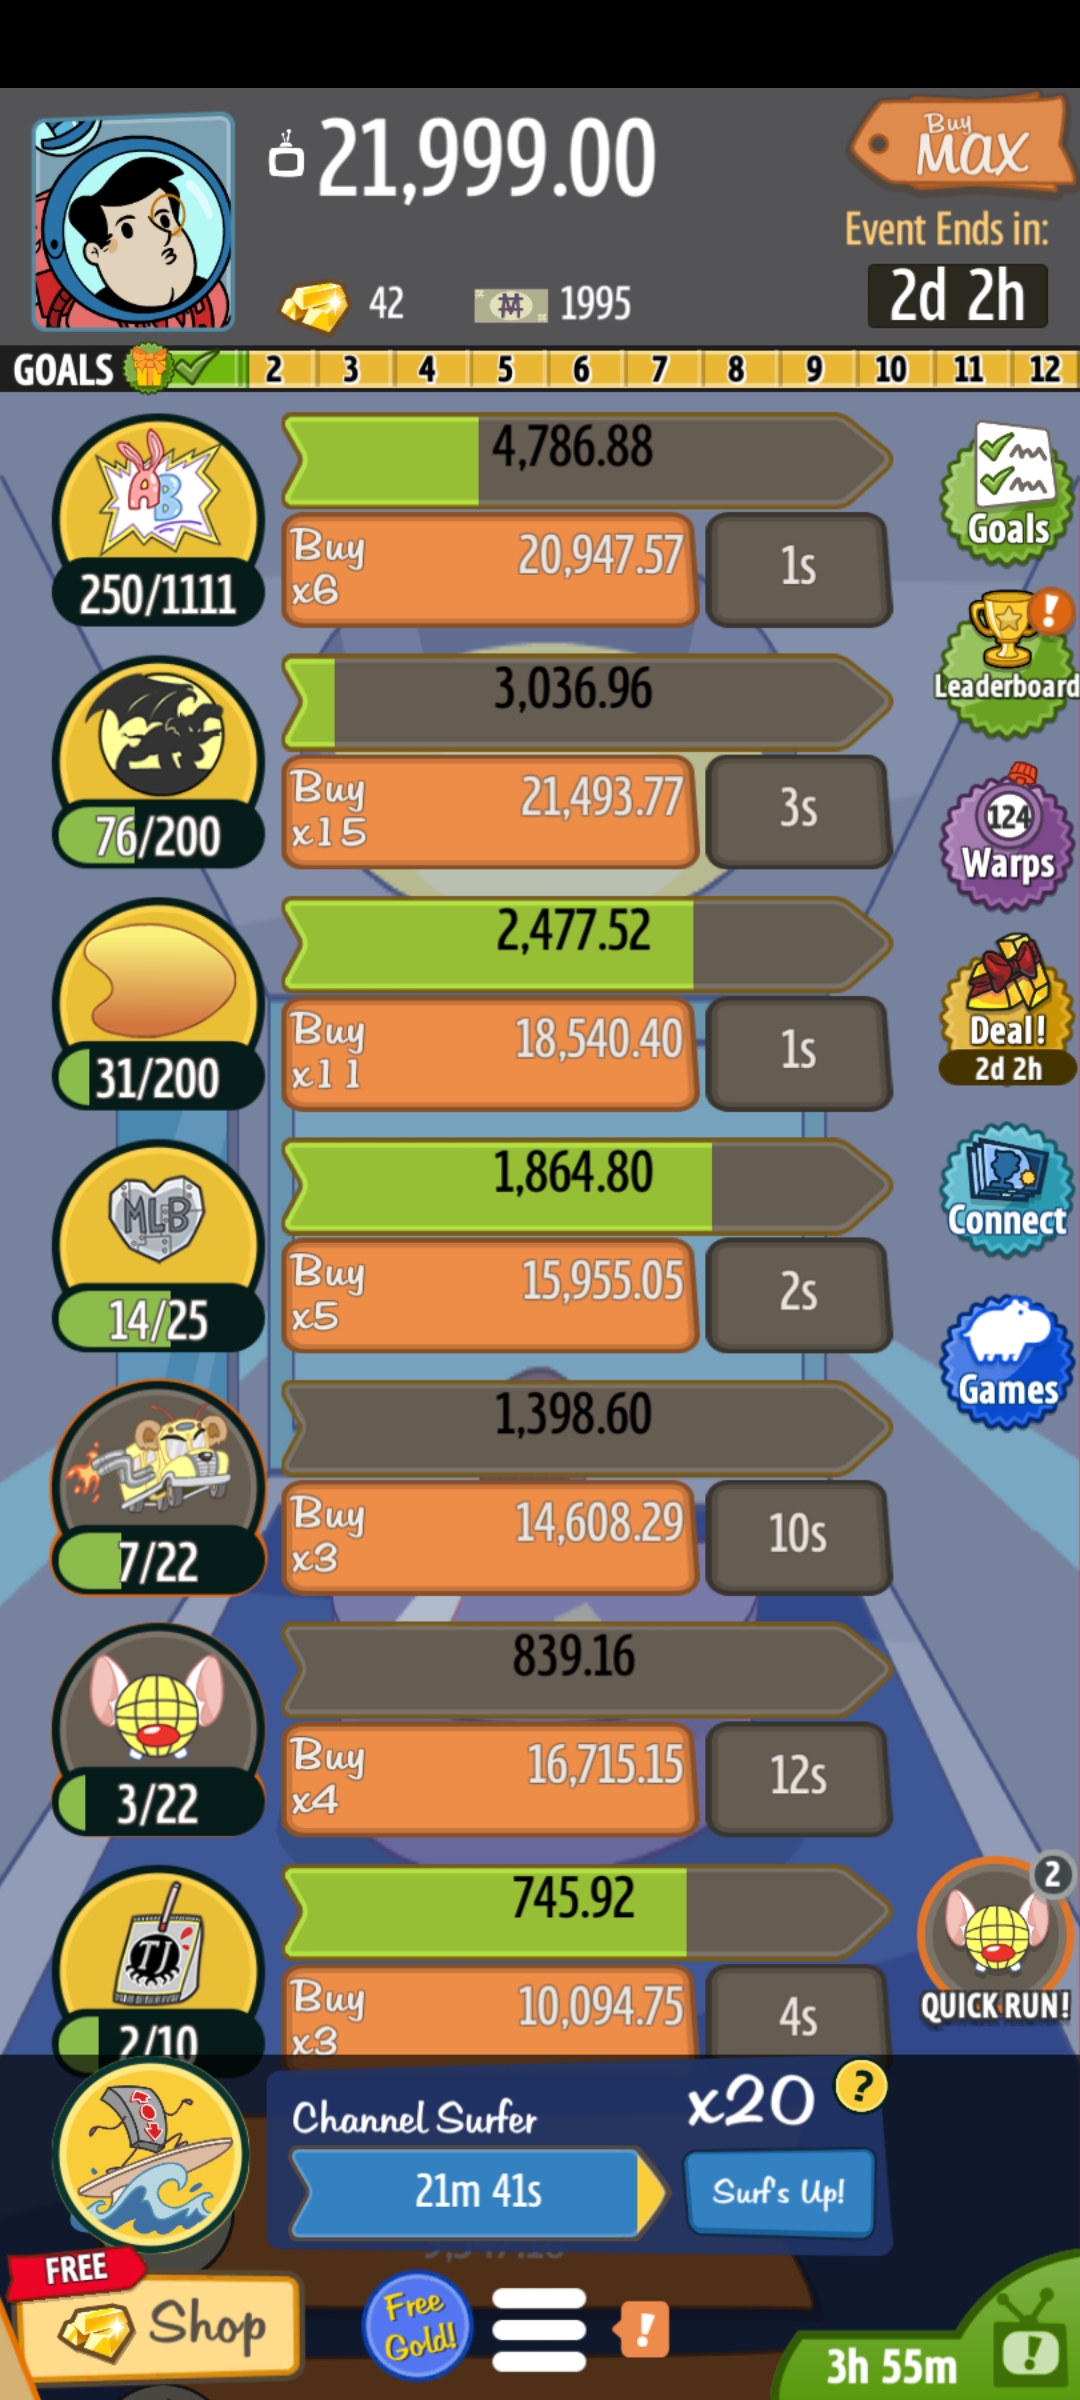 21,999.00
Buy
MAX
Event Ends in:
42
1995
2d 2h
GOALS 2 3 4 5 6 7 8 9 10 11 12
AB
4,786.88
250/1111
Buy
x6
20,947.57
1s
Goals
3,036.96
76/200
Buy
x15
21,493.77
3s
!
Leaderboard
124
Warps
2,477.52
31/200
Buy
x11
18,540.40
1s
Deal!
2d 2h
MLB
1,864.80
14/25
Buy
x5
15,955.05
2s
Connect
Games
1,398.60
7/22
Buy
x3
14,608.29
10s
839.16
3/22
Buy
x4
16,715.15
12s
TJ
745.92
2/10
Buy
x3
10,094.75
4s
2
QUICK RUN!
Channel Surfer
x20
?
21m 41s
Surf's Up!
FREE
Shop
Free
Gold!
!
3h 55m
!